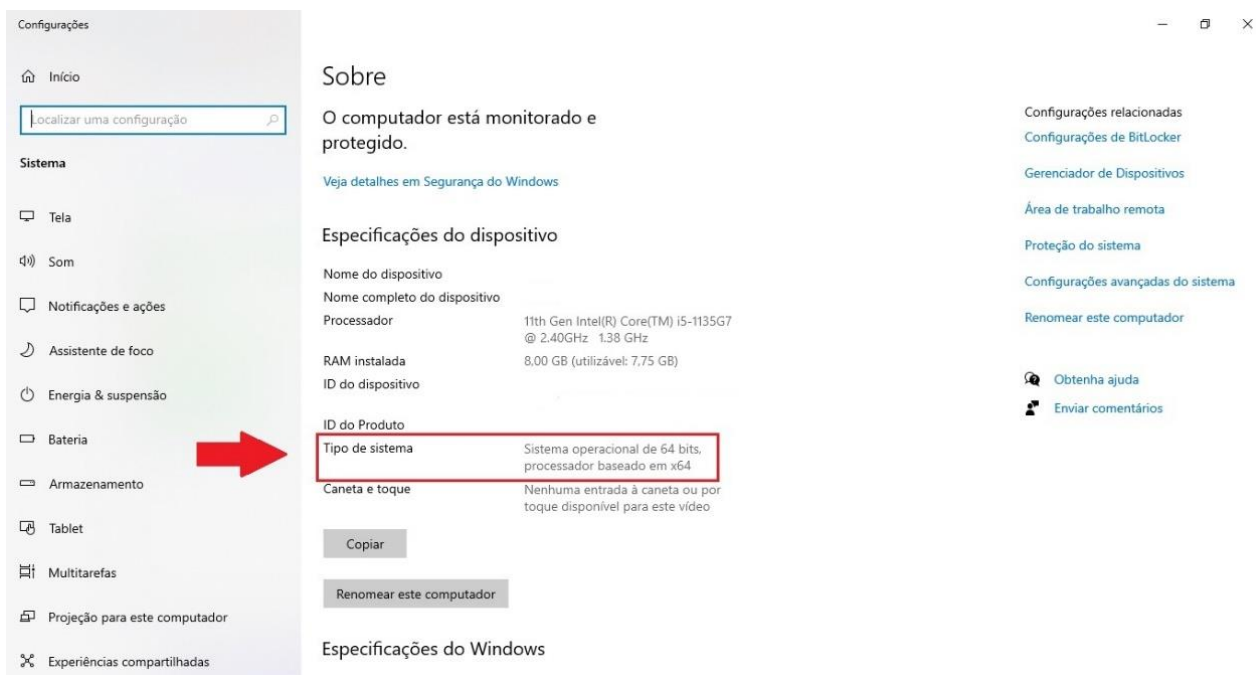 Configurações
Início
Localizar uma configuração
Sistema
Tela
Som
Notificações e ações
Assistente de foco
Energia & suspensão
Bateria
Armazenamento
Tablet
Multitarefas
Projeção para este computador
Experiências compartilhadas
Sobre
O computador está monitorado e
protegido.
Veja detalhes em Segurança do Windows
Especificações do dispositivo
Nome do dispositivo
Nome completo do dispositivo
Processador 11th Gen Intel(R) Core(TM) i5-1135G7
@ 2.40GHz 1.38 GHz
RAM instalada 8,00 GB (utilizável: 7,75 GB)
ID do dispositivo
ID do Produto
Tipo de sistema Sistema operacional de 64 bits,
processador baseado em x64
Caneta e toque Nenhuma entrada à caneta ou por
toque disponível para este vídeo
Copiar
Renomear este computador
Especificações do Windows
Configurações relacionadas
Configurações de BitLocker
Gerenciador de Dispositivos
Área de trabalho remota
Proteção do sistema
Configurações avançadas do sistema
Renomear este computador
Obtenha ajuda
Enviar comentários